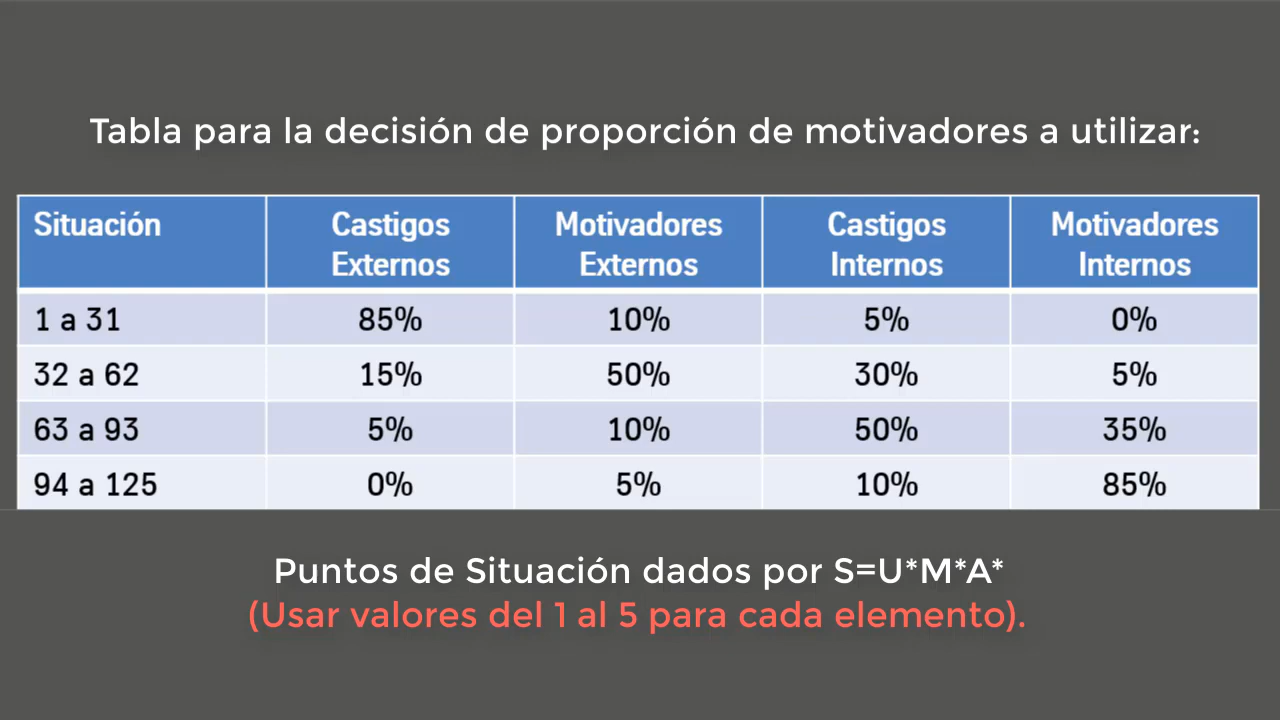 Tabla para la decisión de proporción de motivadores a utilizar:
Situación Castigos Externos Motivadores Externos Castigos Internos Motivadores Internos
1 a 31 85% 10% 5% 0%
32 a 62 15% 50% 30% 5%
63 a 93 5% 10% 50% 35%
94 a 125 0% 5% 10% 85%
Puntos de Situación dados por S=U*M*A*
(Usar valores del 1 al 5 para cada elemento).